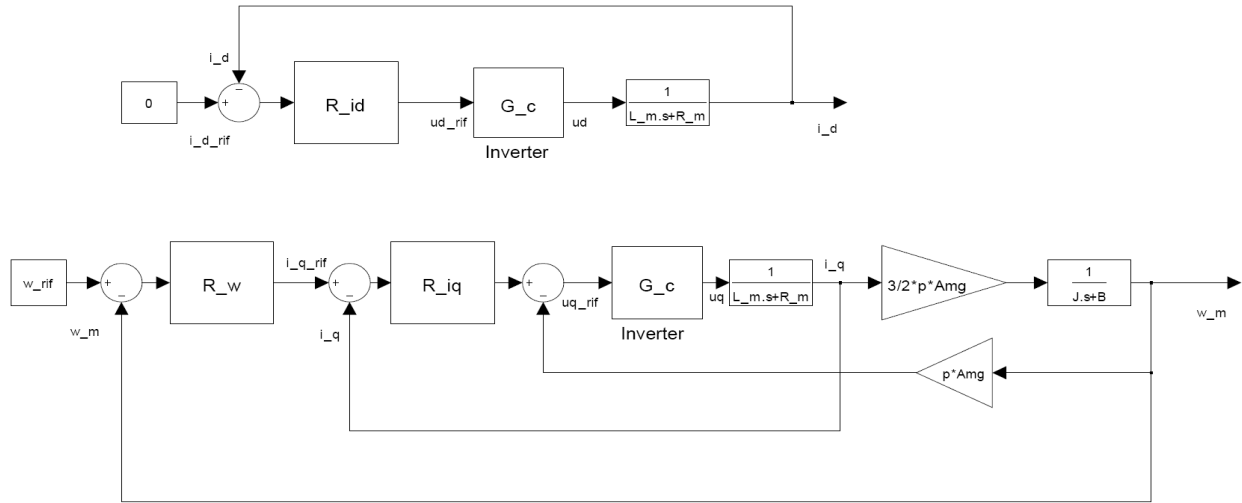 i_d
0
i_d_rif
R_id
ud_rif
G_c
Inverter
ud
1
L_m.s+R_m
i_d
w_rif
w_m
R_w
i_q_rif
i_q
R_iq
uq_rif
G_c
Inverter
uq
1
L_m.s+R_m
i_q
3/2*p*Amg
1
J.s+B
w_m
p*Amg
+
−
+
−
+
−
+
−